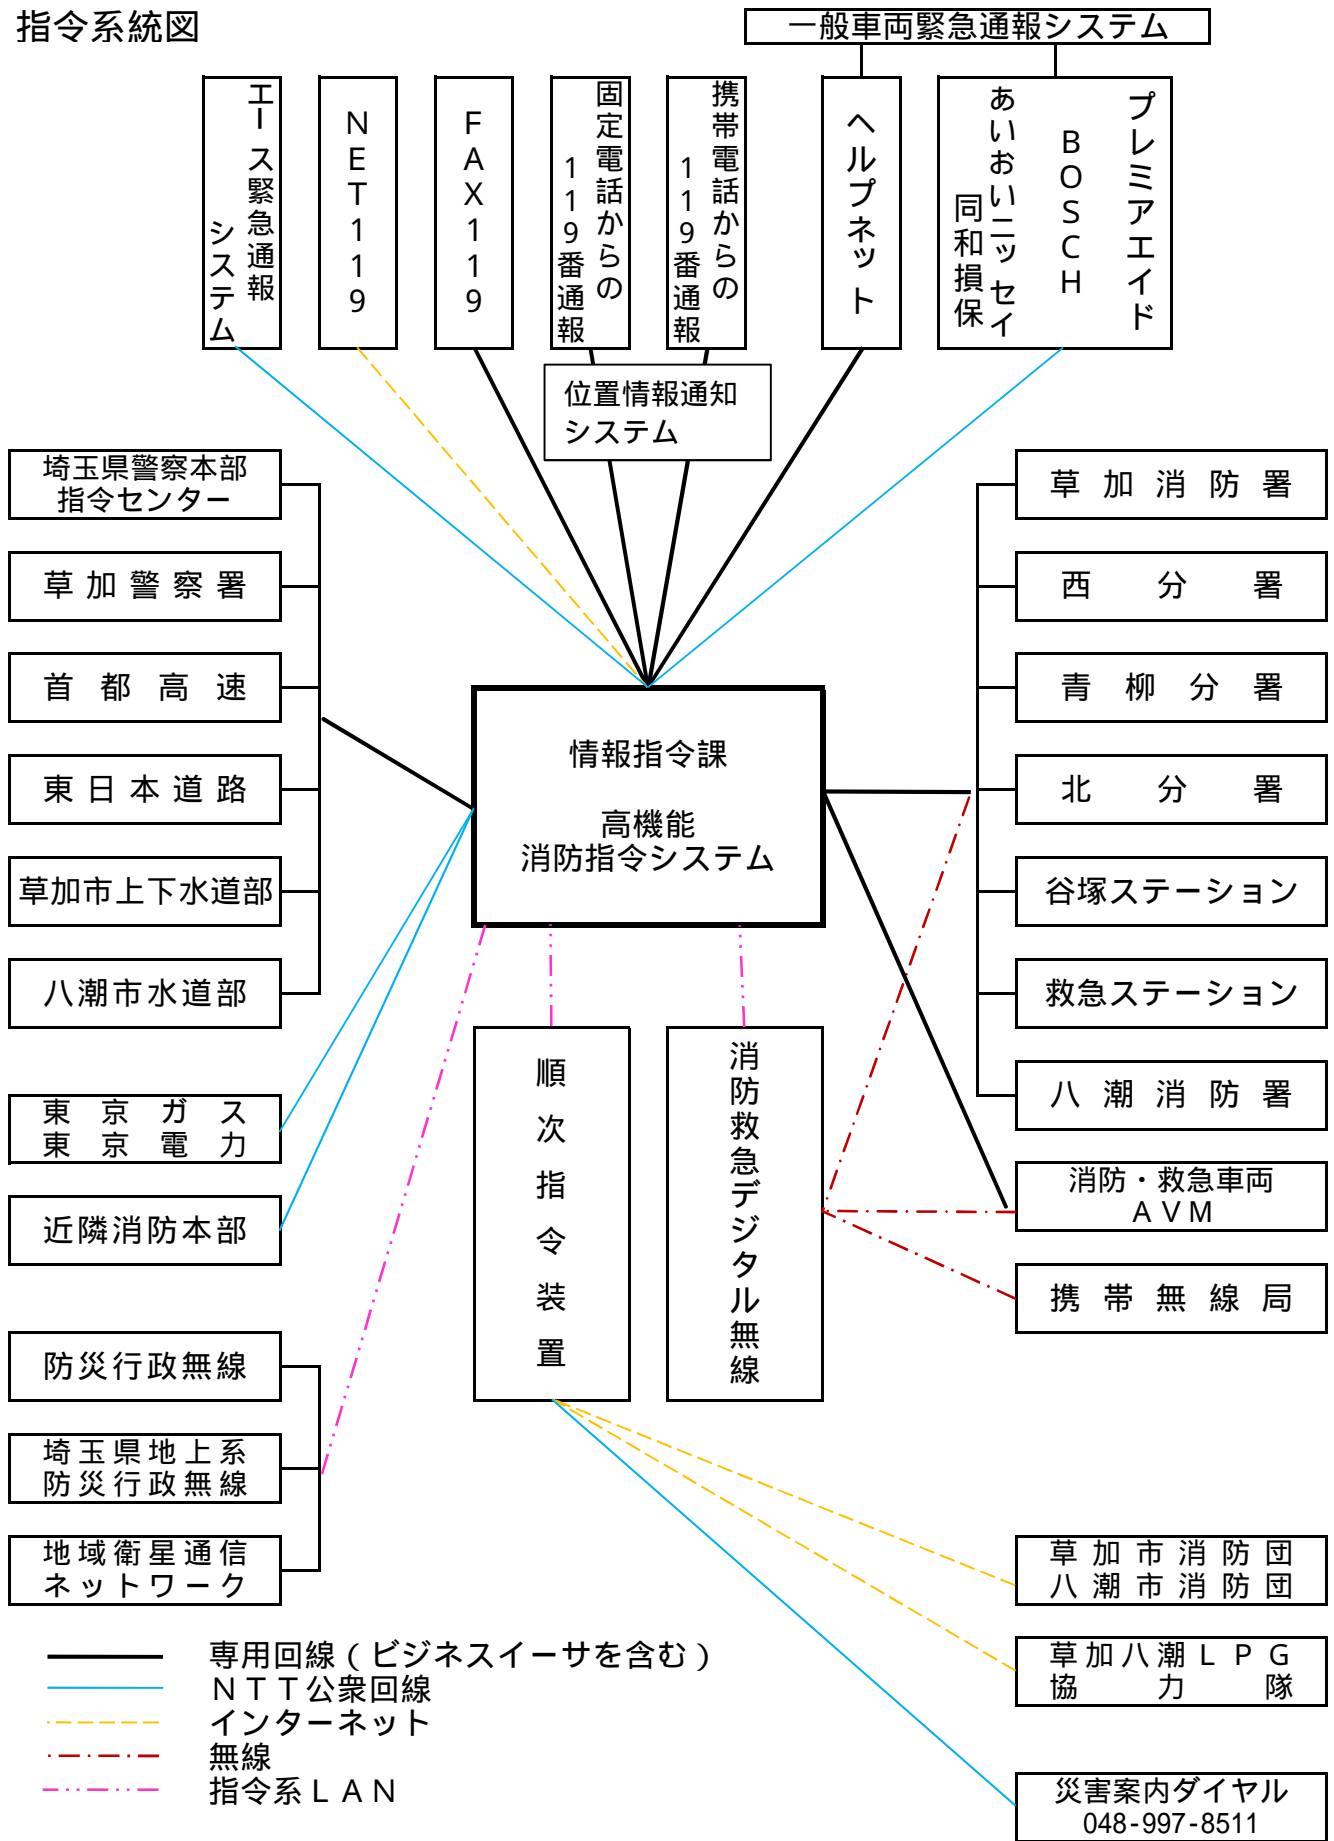 指令系統図
一般車両緊急通報システム
エース緊急通報
システム
NET119
FAX119
固定電話からの
119番通報
携帯電話からの
119番通報
ヘルプネット
プレミアエイド
BOSCH
あいおいニッセイ
同和損保
位置情報通知
システム
埼玉県警察本部
指令センター
草加警察署
首都高速
東日本道路
草加市上下水道部
八潮市水道部
東京ガス
東京電力
近隣消防本部
防災行政無線
埼玉県地上系
防災行政無線
地域衛星通信
ネットワーク
情報指令課
高機能
消防指令システム
順次指令装置
消防救急デジタル無線
草加消防署
西分署
青柳分署
北分署
谷塚ステーション
救急ステーション
八潮消防署
消防・救急車両
AVM
携帯無線局
草加市消防団
八潮市消防団
草加八潮LPG
協力隊
災害案内ダイヤル
048-997-8511
専用回線(ビジネスイーサを含む)
NTT公衆回線
インターネット
無線
指令系LAN